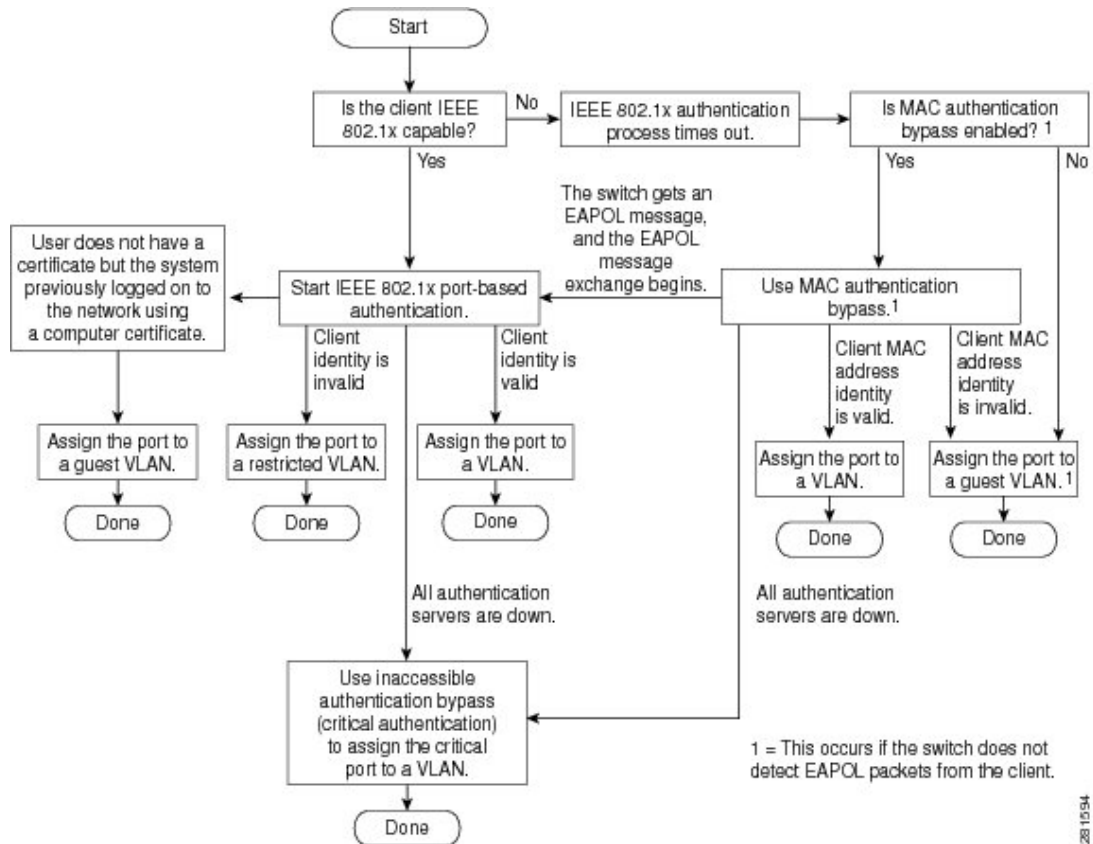 Start
Is the client IEEE
802.1x capable?
No
IEEE 802.1x authentication
process times out.
Is MAC authentication
bypass enabled? 1
Yes
Yes
No
The switch gets an
EAPOL message,
and the EAPOL
message
exchange begins.
User does not have a
certificate but the system
previously logged on to
the network using
a computer certificate.
Start IEEE 802.1x port-based
authentication.
Use MAC authentication
bypass.1
Client
identity is
invalid
Client
identity is
valid
Client MAC
address
identity
is valid.
Client MAC
address
identity
is invalid.
Assign the port to
a guest VLAN.
Assign the port to
a restricted VLAN.
Assign the port to
a VLAN.
Assign the port to
a VLAN.
Assign the port to
a guest VLAN.1
Done
Done
Done
Done
Done
All authentication
servers are down.
All authentication
servers are down.
Use inaccessible
authentication bypass
(critical authentication)
to assign the critical
port to a VLAN.
Done
1 = This occurs if the switch does not
detect EAPOL packets from the client.
281594